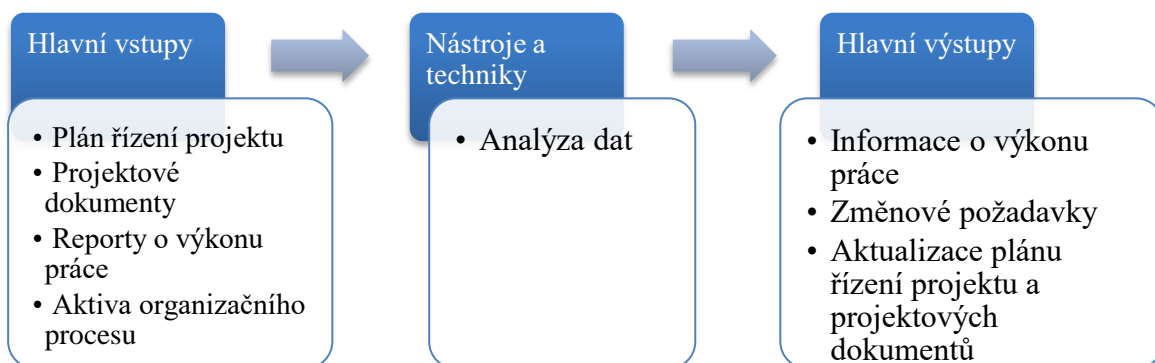 Hlavní vstupy
• Plán řízení projektu
• Projektové
dokumenty
• Reporty o výkonu
práce
• Aktiva organizačního
procesu
Nástroje a
techniky
• Analýza dat
Hlavní výstupy
• Informace o výkonu
práce
• Změnové požadavky
• Aktualizace plánu
řízení projektu a
projektových
dokumentů